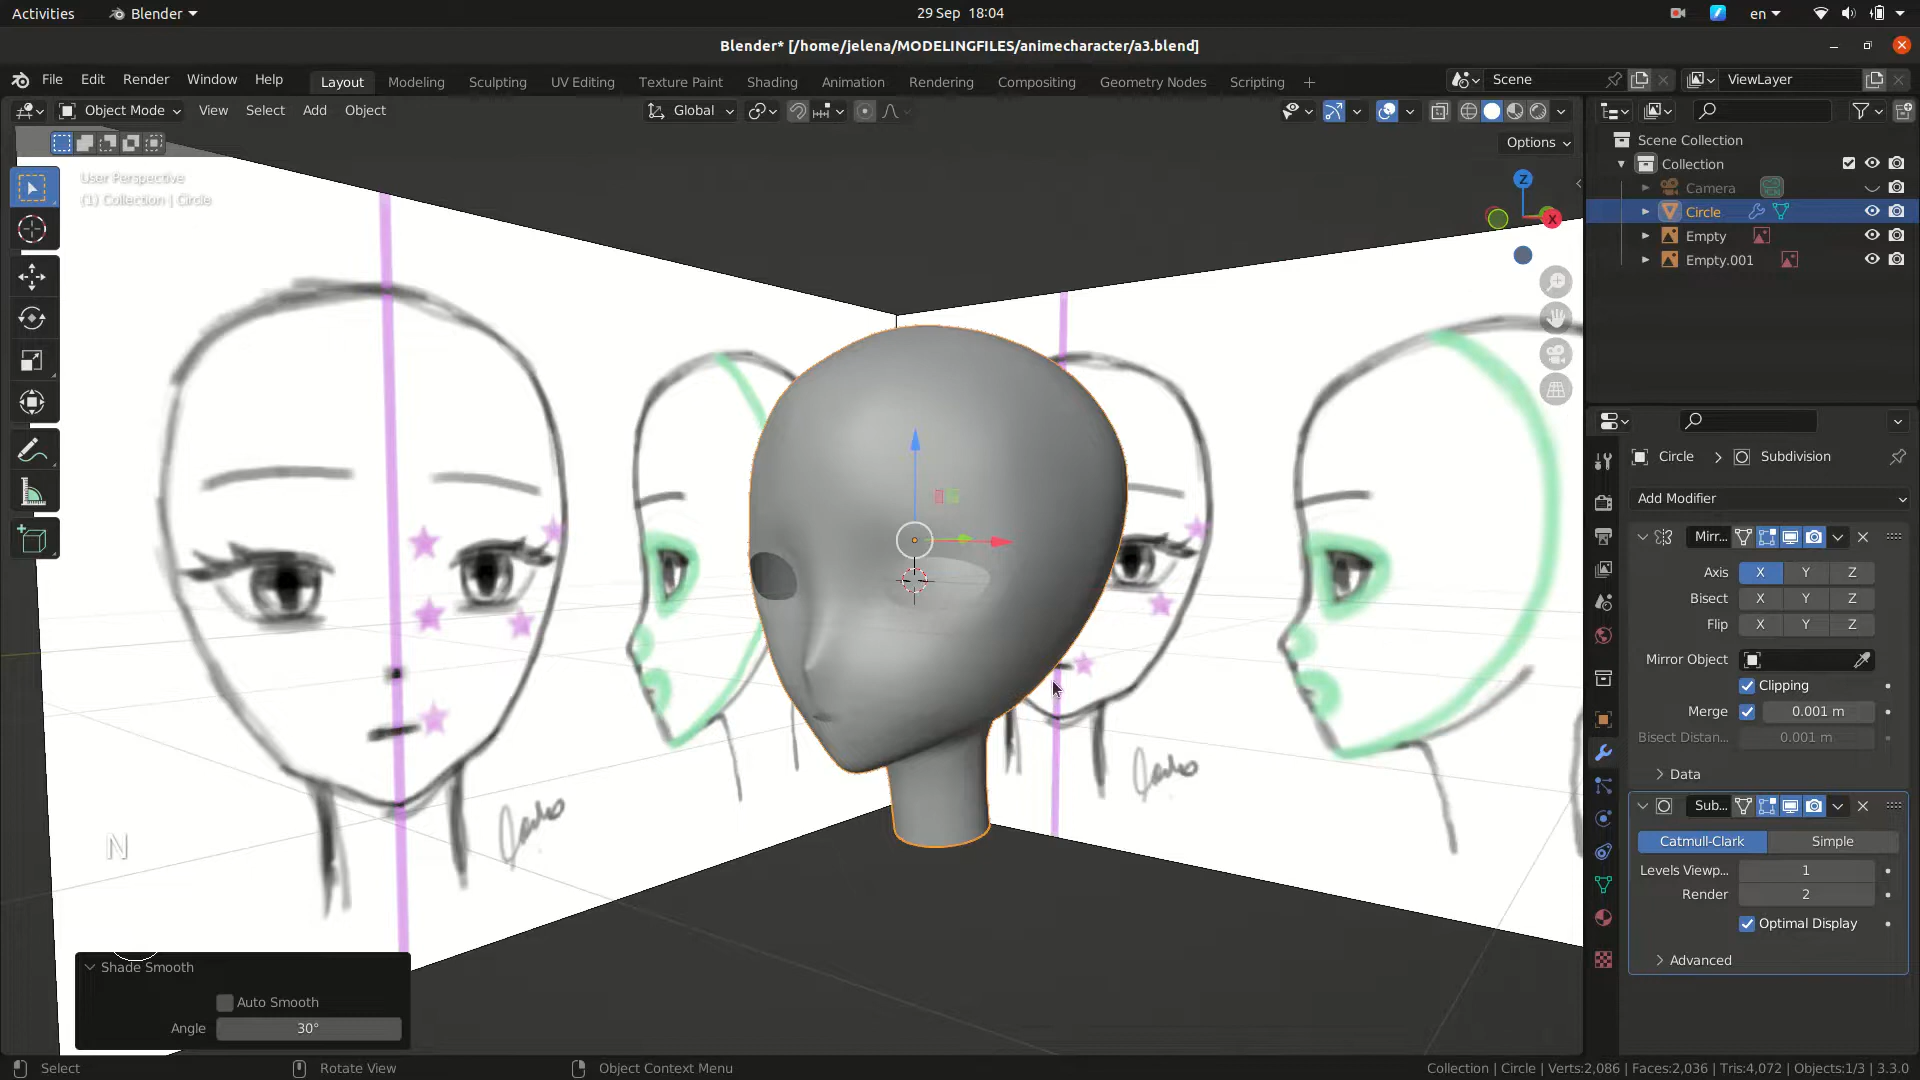 Activities
Blender
29 Sep 18:04
en
Blender* [/home/jelena/MODELINGFILES/animecharacter/a3.blend]
File Edit Render Window Help
Layout Modeling Sculpting UV Editing Texture Paint Shading Animation Rendering Compositing Geometry Nodes Scripting +
Scene
ViewLayer
Object Mode View Select Add Object
Global
Options
User Perspective
(1) Collection | Circle
Z
X
N
Shade Smooth
Auto Smooth
Angle 30°
Scene Collection
Collection
Camera
Circle
Empty
Empty.001
Circle > Subdivision
Add Modifier
Mirr...
Axis X Y Z
Bisect X Y Z
Flip X Y Z
Mirror Object
Clipping
Merge 0.001 m
Bisect Distan... 0.001 m
Data
Sub...
Catmull-Clark Simple
Levels Viewp... 1
Render 2
Optimal Display
Advanced
Select Rotate View Object Context Menu
Collection | Circle | Verts:2,086 | Faces:2,036 | Tris:4,072 | Objects:1/3 | 3.3.0